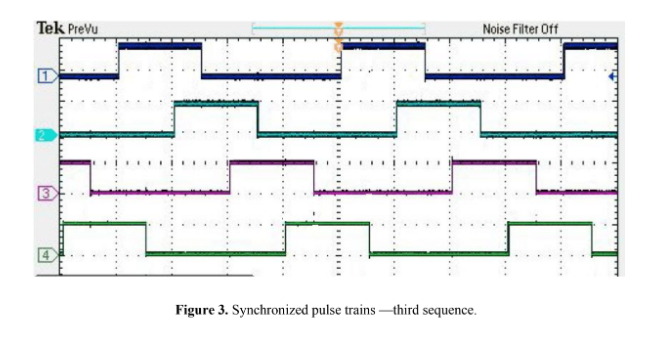 Tek PreVu
Noise Filter Off
1
2
3
4
Figure 3. Synchronized pulse trains —third sequence.